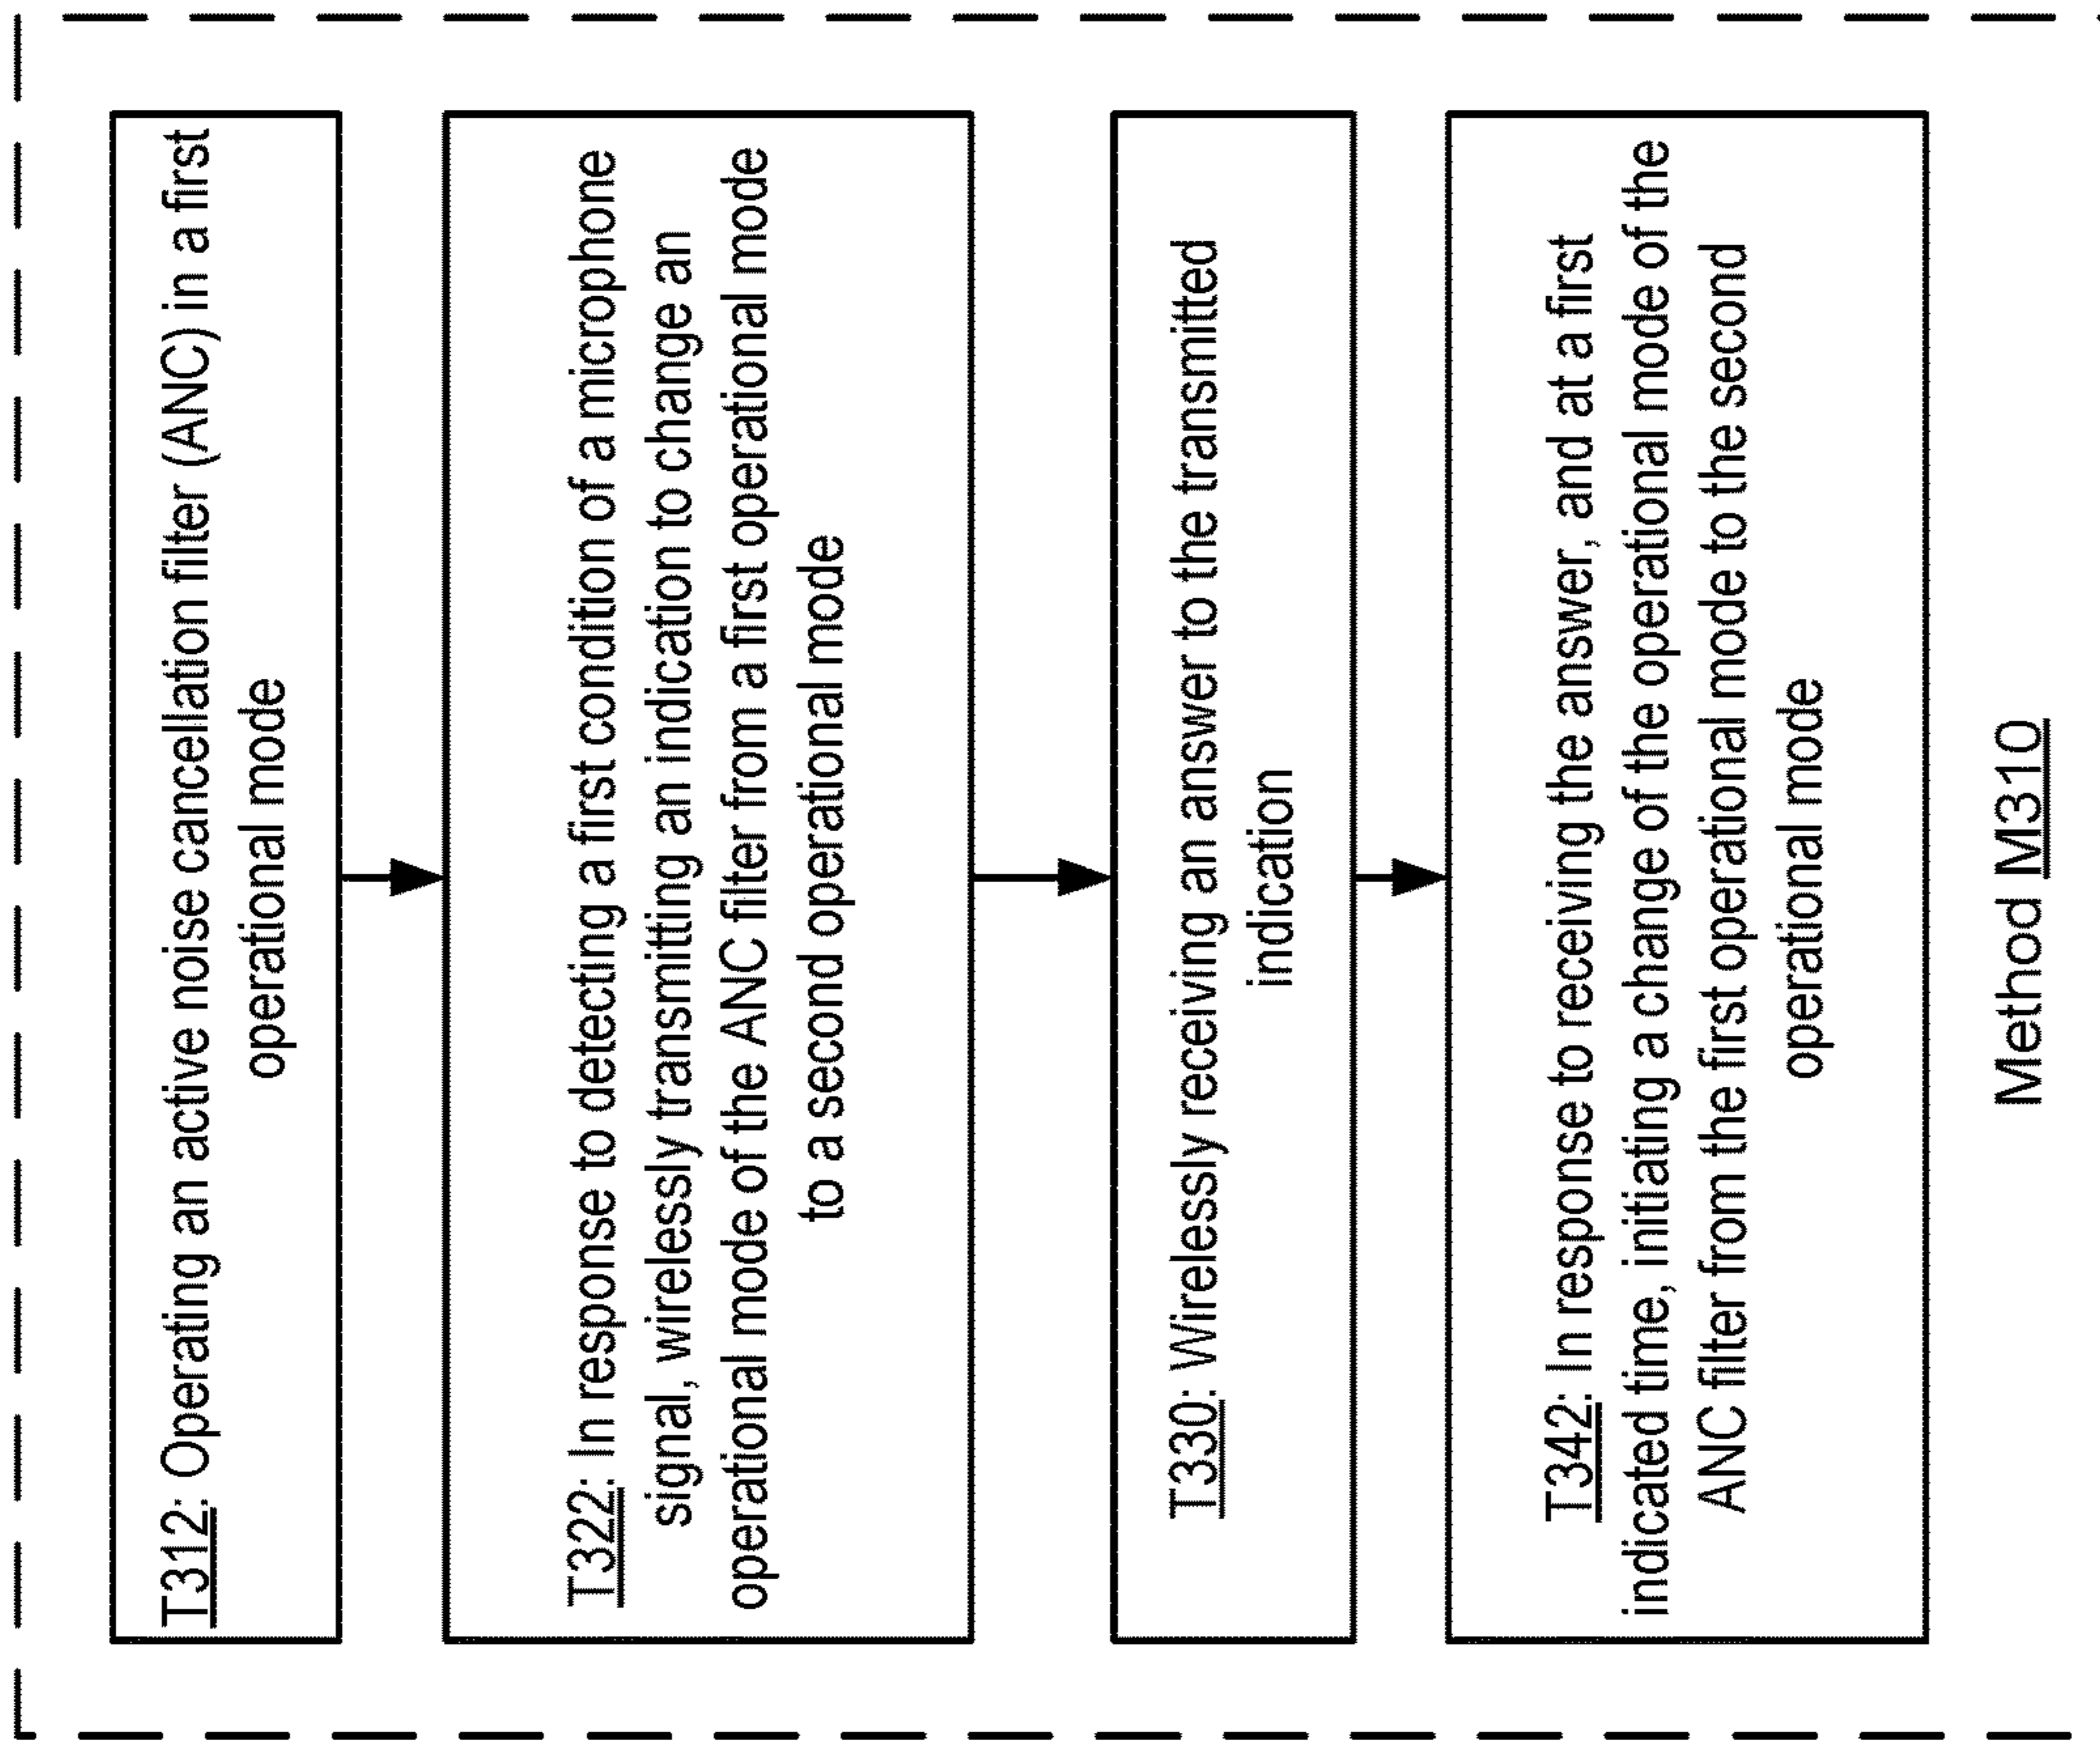 T312: Operating an active noise cancellation filter (ANC) in a first
operational mode
T322: In response to detecting a first condition of a microphone
signal, wirelessly transmitting an indication to change an
operational mode of the ANC filter from a first operational mode
to a second operational mode
T330: Wirelessly receiving an answer to the transmitted
indication
T342: In response to receiving the answer, and at a first
indicated time, initiating a change of the operational mode of the
ANC filter from the first operational mode to the second
operational mode
Method M310